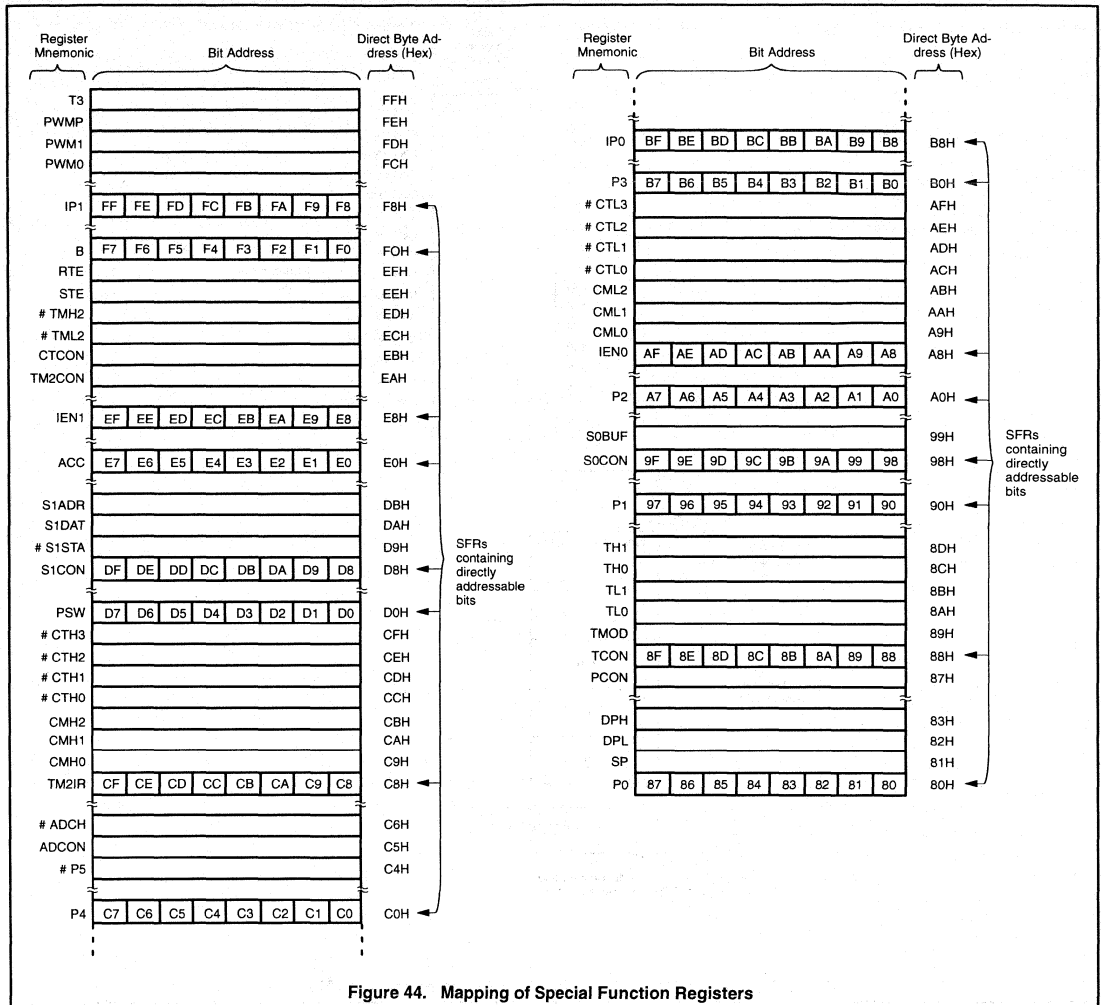 Register Mnemonic Bit Address Direct Byte Ad-dress (Hex)
T3 FFH
PWMP FEH
PWM1 FDH
PWM0 FCH
IP1 FF FE FD FC FB FA F9 F8 F8H
B F7 F6 F5 F4 F3 F2 F1 F0 FOH
RTE EFH
STE EEH
# TMH2 EDH
# TML2 ECH
CTCON EBH
TM2CON EAH
IEN1 EF EE ED EC EB EA E9 E8 E8H
ACC E7 E6 E5 E4 E3 E2 E1 E0 E0H
S1ADR DBH
S1DAT DAH
# S1STA D9H
S1CON DF DE DD DC DB DA D9 D8 D8H
PSW D7 D6 D5 D4 D3 D2 D1 D0 D0H
# CTH3 CFH
# CTH2 CEH
# CTH1 CDH
# CTH0 CCH
CMH2 CBH
CMH1 CAH
CMH0 C9H
TM2IR CF CE CD CC CB CA C9 C8 C8H
# ADCH C6H
ADCON C5H
# P5 C4H
P4 C7 C6 C5 C4 C3 C2 C1 C0 C0H
SFRs
containing
directly
addressable
bits
Register Mnemonic Bit Address Direct Byte Ad-dress (Hex)
IP0 BF BE BD BC BB BA B9 B8 B8H
P3 B7 B6 B5 B4 B3 B2 B1 B0 B0H
# CTL3 AFH
# CTL2 AEH
# CTL1 ADH
# CTL0 ACH
CML2 ABH
CML1 AAH
CML0 A9H
IEN0 AF AE AD AC AB AA A9 A8 A8H
P2 A7 A6 A5 A4 A3 A2 A1 A0 A0H
S0BUF 99H
S0CON 9F 9E 9D 9C 9B 9A 99 98 98H
P1 97 96 95 94 93 92 91 90 90H
TH1 8DH
TH0 8CH
TL1 8BH
TL0 8AH
TMOD 89H
TCON 8F 8E 8D 8C 8B 8A 89 88 88H
PCON 87H
DPH 83H
DPL 82H
SP 81H
P0 87 86 85 84 83 82 81 80 80H
SFRs
containing
directly
addressable
bits
Figure 44. Mapping of Special Function Registers